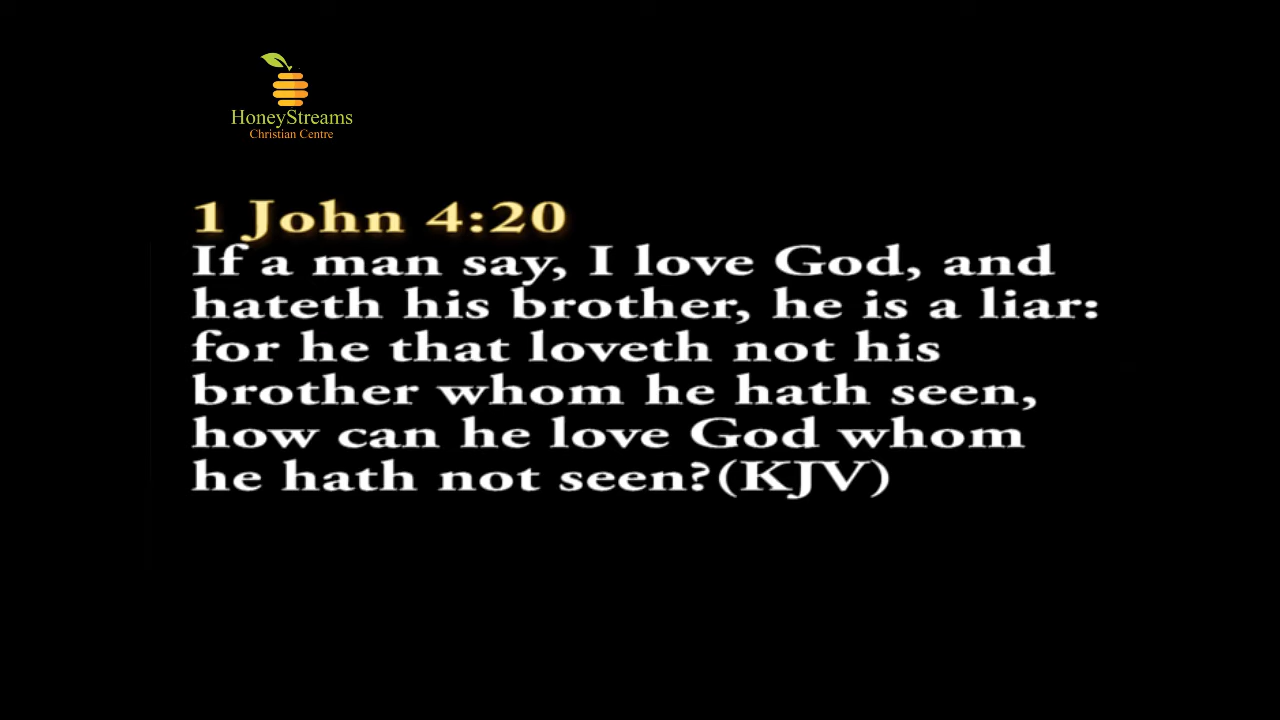 HoneyStreams
Christian Centre
1 John 4:20
If a man say, I love God, and
hateth his brother, he is a liar:
for he that loveth not his
brother whom he hath seen,
how can he love God whom
he hath not seen?(KJV)